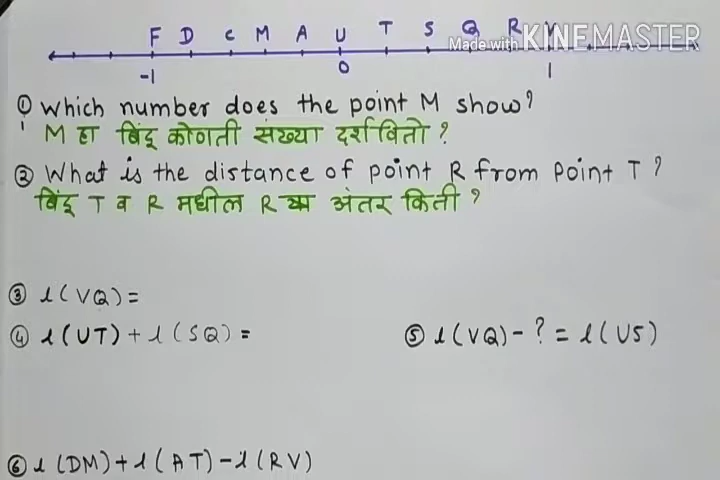 F D c M A U T S Q R V
Made with KINEMASTER
-1 0 1
① Which number does the point M show?
M हा बिंदू कोणती संख्या दर्शवितो ?
② What is the distance of point R from Point T ?
बिंदू T व R मधील अंतर किती ?
③ l(VQ)=
④ l(UT)+l(SQ)=
⑤ l(VQ)-?=l(US)
⑥ l(DM)+l(AT)-l(RV)